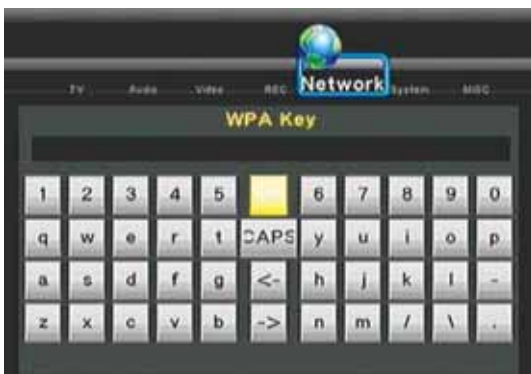 TV Audio Video REC Network System MISC
WPA Key
1 2 3 4 5 6 7 8 9 0
q w e r t CAPS y u i o p
a s d f g <- h j k l -
z x c v b -> n m / \ .